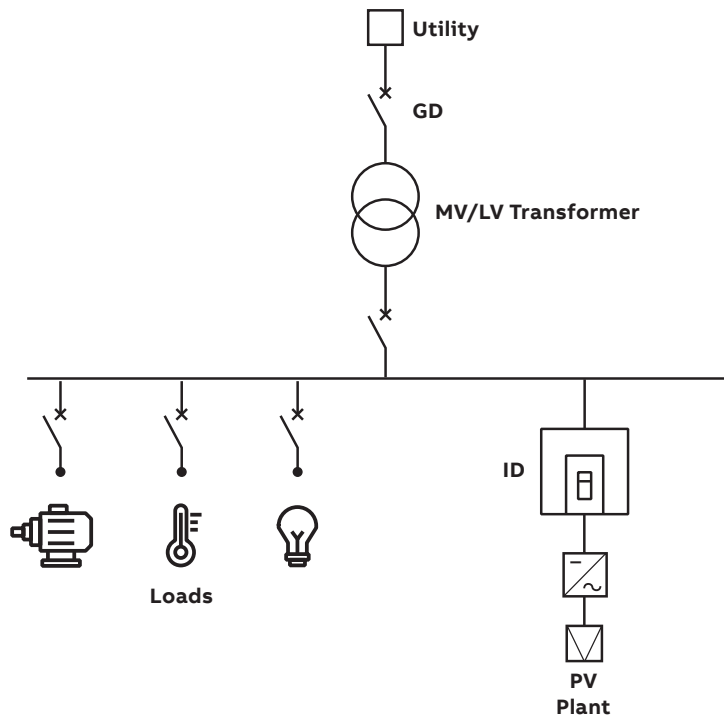 Utility
GD
MV/LV Transformer
ID
Loads
PV
Plant